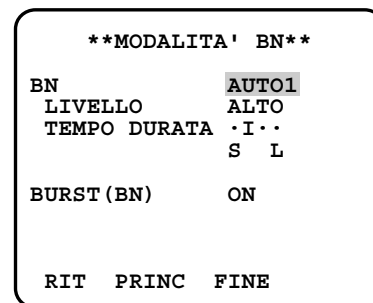 **MODALITA' BN**
BN AUTO1
LIVELLO ALTO
TEMPO DURATA ·I··
S L
BURST(BN) ON
RIT PRINC FINE